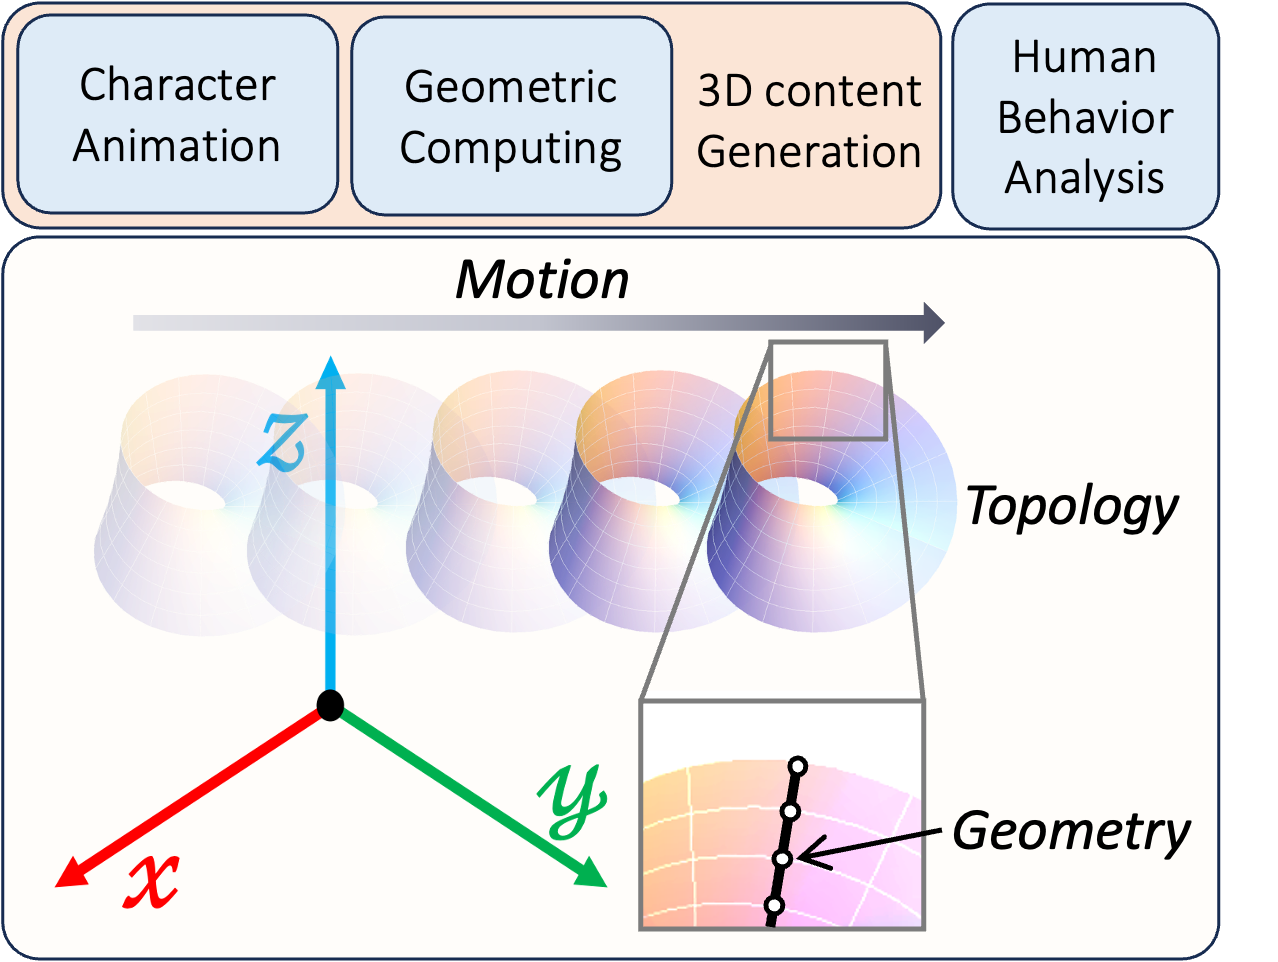 Character
Animation
Geometric
Computing
3D content
Generation
Human
Behavior
Analysis
Motion
z
Topology
y
x
Geometry